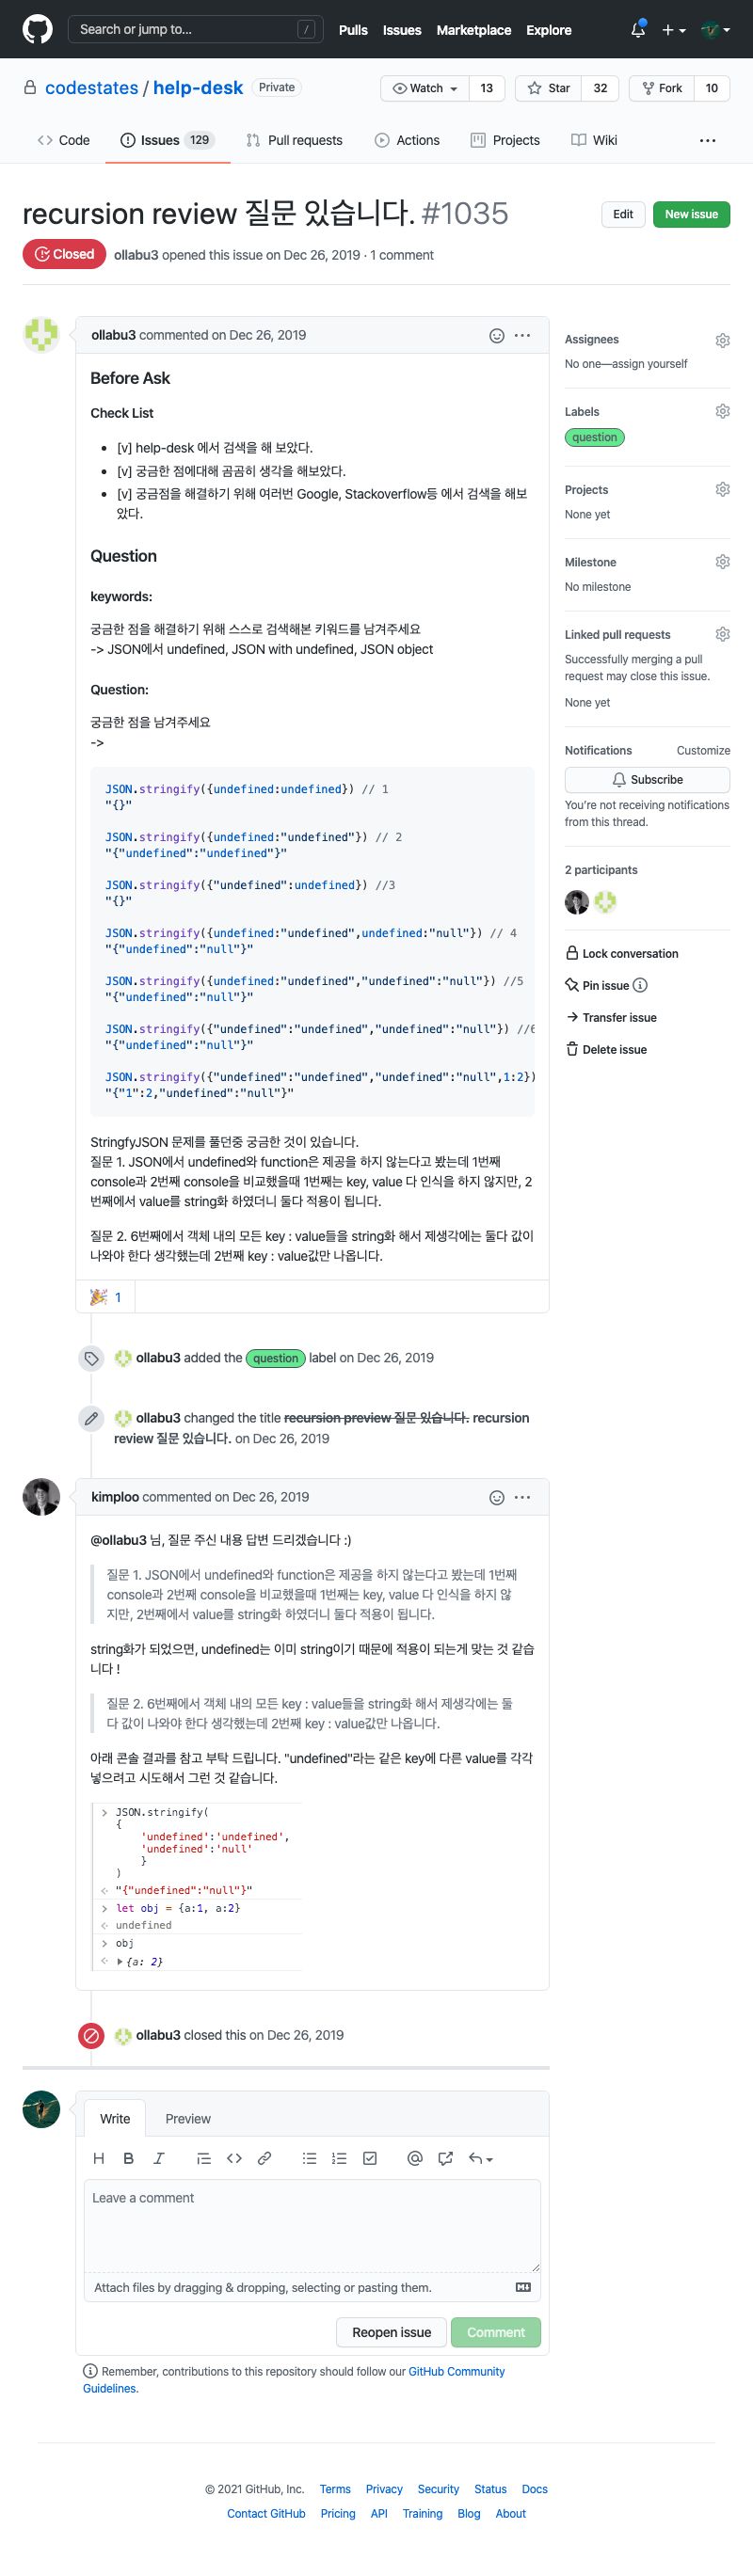 Search or jump to... /
Pulls Issues Marketplace Explore
codestates / help-desk Private
Watch 13 Star 32 Fork 10
Code Issues 129 Pull requests Actions Projects Wiki ...
recursion review 질문 있습니다. #1035
Edit New issue
Closed ollabu3 opened this issue on Dec 26, 2019 · 1 comment
ollabu3 commented on Dec 26, 2019
Before Ask
Check List
• [v] help-desk 에서 검색을 해 보았다.
• [v] 궁금한 점에대해 곰곰히 생각을 해보았다.
• [v] 궁금점을 해결하기 위해 여러번 Google, Stackoverflow등 에서 검색을 해보
았다.
Question
keywords:
궁금한 점을 해결하기 위해 스스로 검색해본 키워드를 남겨주세요
-> JSON에서 undefined, JSON with undefined, JSON object
Question:
궁금한 점을 남겨주세요
->
JSON.stringify({undefined:undefined}) // 1
"{}"
JSON.stringify({undefined:"undefined"}) // 2
"{"undefined":"undefined"}"
JSON.stringify({"undefined":undefined}) //3
"{}"
JSON.stringify({undefined:"undefined",undefined:"null"}) // 4
"{"undefined":"null"}"
JSON.stringify({undefined:"undefined","undefined":"null"}) //5
"{"undefined":"null"}"
JSON.stringify({"undefined":"undefined","undefined":"null"}) //6
"{"undefined":"null"}"
JSON.stringify({"undefined":"undefined","undefined":"null",1:2})
"{"1":2,"undefined":"null"}"
StringfyJSON 문제를 풀던중 궁금한 것이 있습니다.
질문 1. JSON에서 undefined와 function은 제공을 하지 않는다고 봤는데 1번째
console과 2번째 console을 비교했을때 1번째는 key, value 다 인식을 하지 않지만, 2
번째에서 value를 string화 하였더니 둘다 적용이 됩니다.
질문 2. 6번째에서 객체 내의 모든 key : value들을 string화 해서 제생각에는 둘다 값이
나와야 한다 생각했는데 2번째 key : value값만 나옵니다.
1
ollabu3 added the question label on Dec 26, 2019
ollabu3 changed the title recursion preview 질문 있습니다. recursion
review 질문 있습니다. on Dec 26, 2019
kimploo commented on Dec 26, 2019
@ollabu3 님, 질문 주신 내용 답변 드리겠습니다 :)
질문 1. JSON에서 undefined와 function은 제공을 하지 않는다고 봤는데 1번째
console과 2번째 console을 비교했을때 1번째는 key, value 다 인식을 하지 않
지만, 2번째에서 value를 string화 하였더니 둘다 적용이 됩니다.
string화가 되었으면, undefined는 이미 string이기 때문에 적용이 되는게 맞는 것 같습
니다 !
질문 2. 6번째에서 객체 내의 모든 key : value들을 string화 해서 제생각에는 둘
다 값이 나와야 한다 생각했는데 2번째 key : value값만 나옵니다.
아래 콘솔 결과를 참고 부탁 드립니다. "undefined"라는 같은 key에 다른 value를 각각
넣으려고 시도해서 그런 것 같습니다.
> JSON.stringify(
{
'undefined':'undefined',
'undefined':'null'
}
)
"{"undefined":"null"}"
> let obj = {a:1, a:2}
undefined
> obj
{a: 2}
ollabu3 closed this on Dec 26, 2019
Write Preview
Leave a comment
Attach files by dragging & dropping, selecting or pasting them.
Reopen issue Comment
Remember, contributions to this repository should follow our GitHub Community
Guidelines.
Assignees
No one—assign yourself
Labels
question
Projects
None yet
Milestone
No milestone
Linked pull requests
Successfully merging a pull
request may close this issue.
None yet
Notifications Customize
Subscribe
You're not receiving notifications
from this thread.
2 participants
Lock conversation
Pin issue
Transfer issue
Delete issue
© 2021 GitHub, Inc. Terms Privacy Security Status Docs
Contact GitHub Pricing API Training Blog About